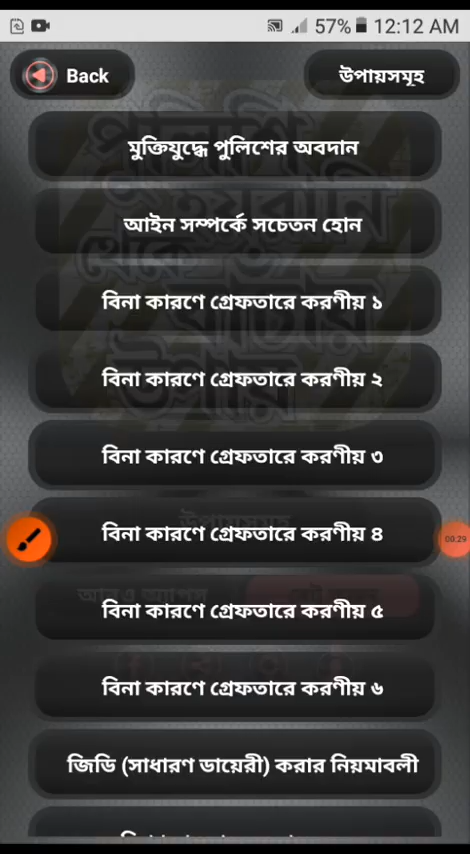 57% 12:12 AM
Back
উপায়সমূহ
মুক্তিযুদ্ধে পুলিশের অবদান
আইন সম্পর্কে সচেতন হোন
বিনা কারণে গ্রেফতারে করণীয় ১
বিনা কারণে গ্রেফতারে করণীয় ২
বিনা কারণে গ্রেফতারে করণীয় ৩
বিনা কারণে গ্রেফতারে করণীয় ৪
00:29
বিনা কারণে গ্রেফতারে করণীয় ৫
বিনা কারণে গ্রেফতারে করণীয় ৬
জিডি (সাধারণ ডায়েরী) করার নিয়মাবলী